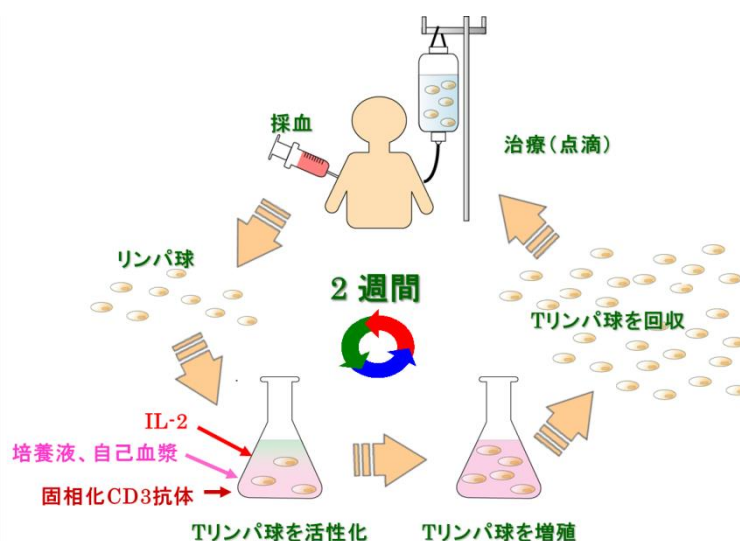 採血
治療(点滴)
リンパ球
2 週間
Tリンパ球を回収
IL-2
培養液、自己血漿
固相化CD3抗体
Tリンパ球を活性化
Tリンパ球を増殖